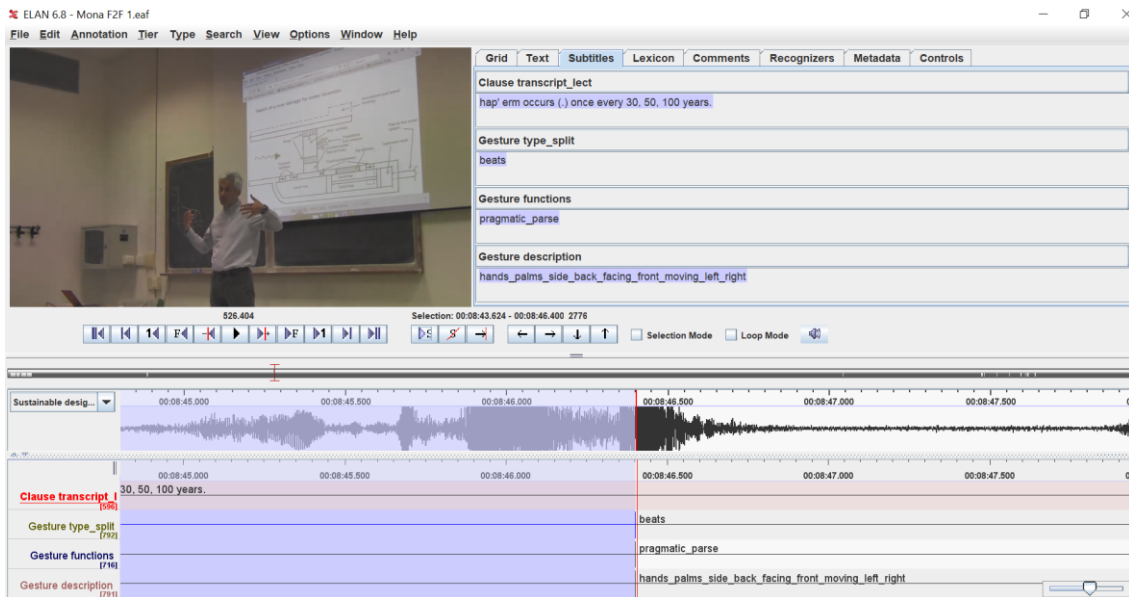 ELAN 6.8 - Mona F2F 1.eaf
File Edit Annotation Tier Type Search View Options Window Help
Grid Text Subtitles Lexicon Comments Recognizers Metadata Controls
Clause transcript_lect
hap' erm occurs (.) once every 30, 50, 100 years.
Gesture type_split
beats
Gesture functions
pragmatic_parse
Gesture description
hands_palms_side_back_facing_front_moving_left_right
526.404
Selection: 00:08:43.624 - 00:08:46.400 2776
1 F F 1 S S
Selection Mode Loop Mode
Sustainable desig...
00:08:45.000 00:08:45.500 00:08:46.000 00:08:46.500 00:08:47.000 00:08:47.500
00:08:45.000 00:08:45.500 00:08:46.000 00:08:46.500 00:08:47.000 00:08:47.500
30, 50, 100 years.
Clause transcript_l
[596]
beats
Gesture type_split
[792]
pragmatic_parse
Gesture functions
[716]
hands_palms_side_back_facing_front_moving_left_right
Gesture description
[791]